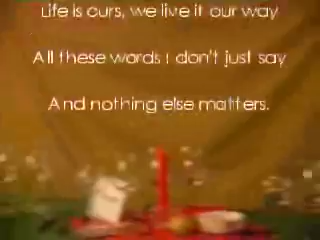 Life is ours, we live it our way
All these words I don't just say
And nothing else matters.